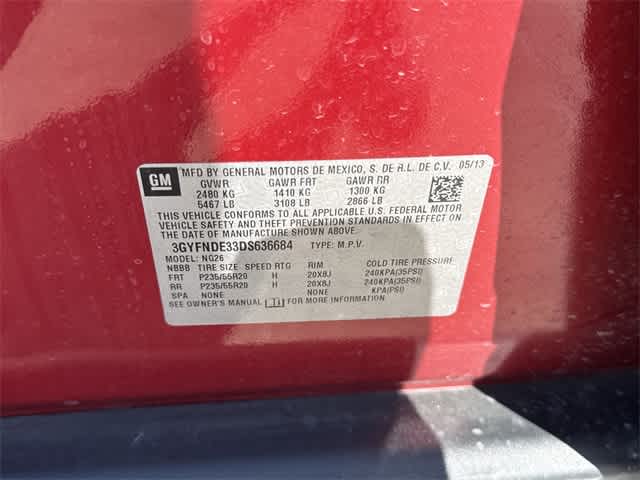 GM
MFD BY GENERAL MOTORS DE MEXICO, S. DE R.L. DE C.V. 05/13
GVWR GAWR FRT GAWR RR
2480 KG 1410 KG 1300 KG
5467 LB 3108 LB 2866 LB
THIS VEHICLE CONFORMS TO ALL APPLICABLE U.S. FEDERAL MOTOR
VEHICLE SAFETY AND THEFT PREVENTION STANDARDS IN EFFECT
ON THE DATE OF MANUFACTURE SHOWN ABOVE.
3GYFNDE33DS636684 TYPE: M.P.V.
MODEL: NG26
NBBB TIRE SIZE SPEED RTG RIM COLD TIRE PRESSURE
FRT P235/55R20 H 20X8J 240KPA(35PSI)
RR P235/55R20 H 20X8J 240KPA(35PSI)
SPA NONE NONE KPA(PSI)
SEE OWNER'S MANUAL FOR MORE INFORMATION